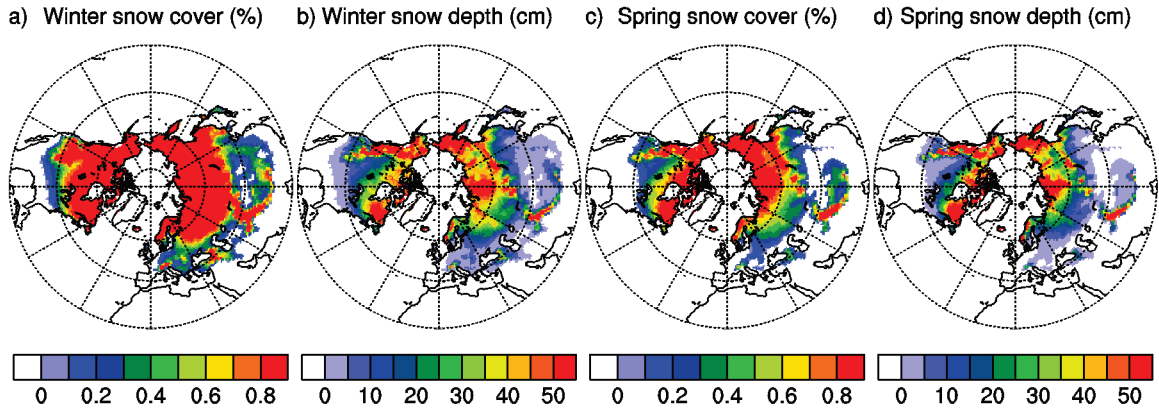 a) Winter snow cover (%) b) Winter snow depth (cm) c) Spring snow cover (%) d) Spring snow depth (cm)
0 0.2 0.4 0.6 0.8 0 10 20 30 40 50 0 0.2 0.4 0.6 0.8 0 10 20 30 40 50